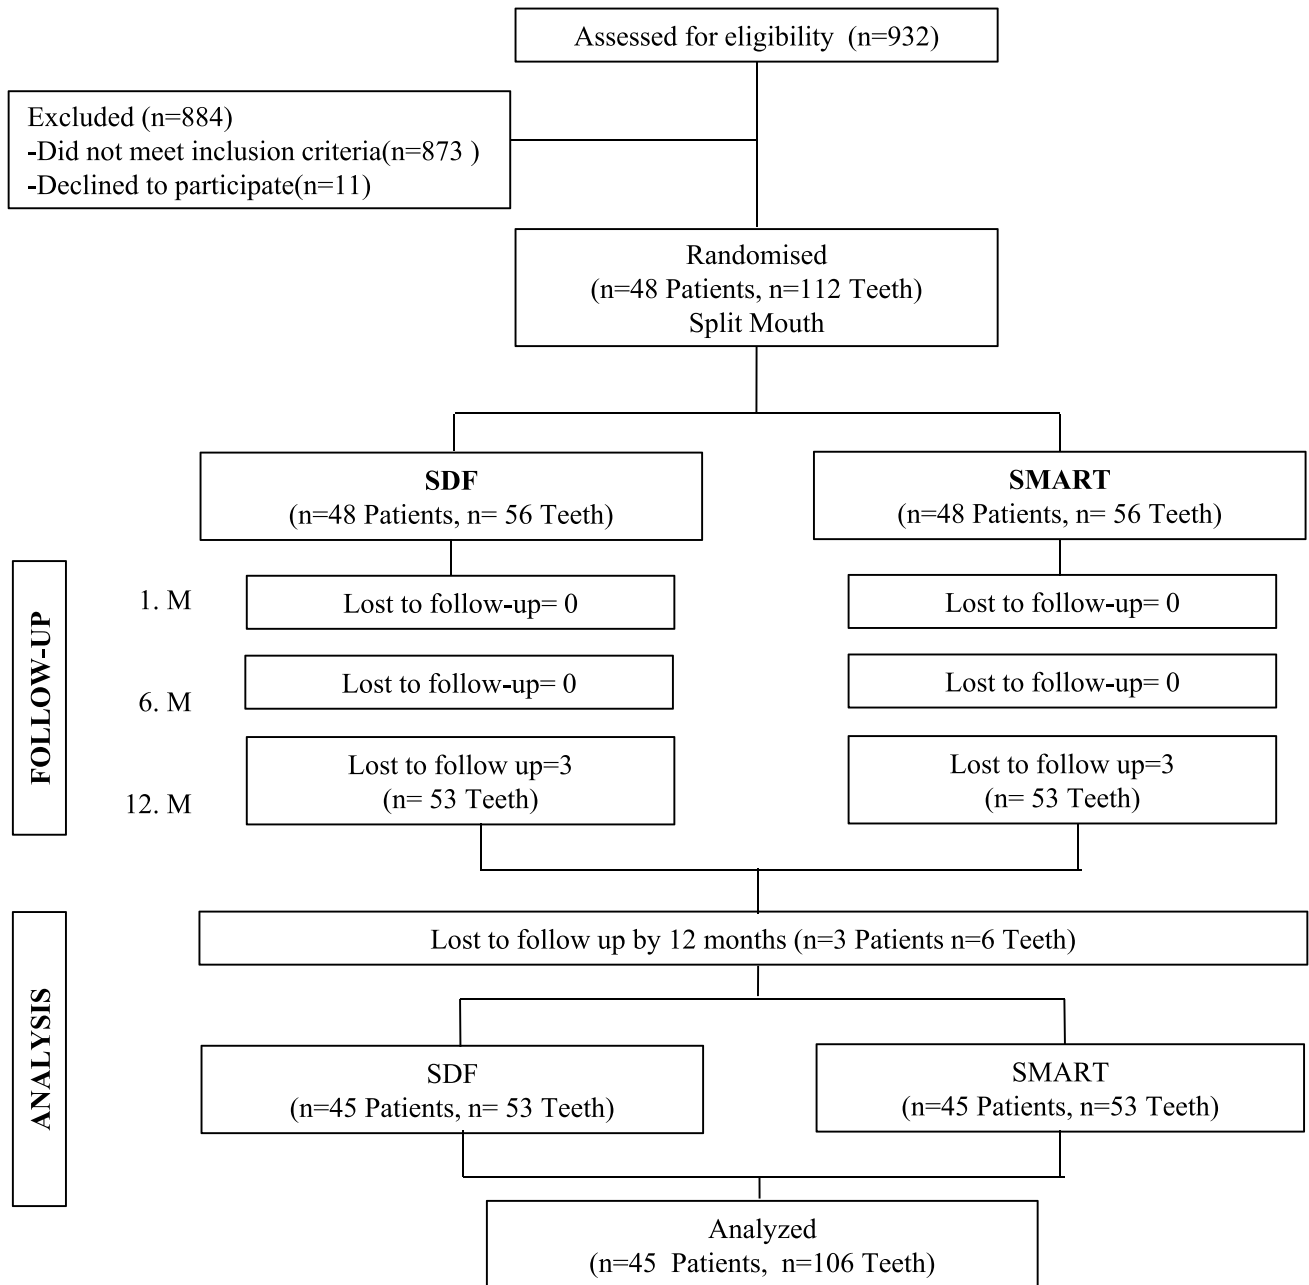 Assessed for eligibility (n=932)
Excluded (n=884)
-Did not meet inclusion criteria(n=873 )
-Declined to participate(n=11)
Randomised
(n=48 Patients, n=112 Teeth)
Split Mouth
SDF
(n=48 Patients, n= 56 Teeth)
SMART
(n=48 Patients, n= 56 Teeth)
FOLLOW-UP
1. M
Lost to follow-up= 0
Lost to follow-up= 0
6. M
Lost to follow-up= 0
Lost to follow-up= 0
12. M
Lost to follow up=3
(n= 53 Teeth)
Lost to follow up=3
(n= 53 Teeth)
ANALYSIS
Lost to follow up by 12 months (n=3 Patients n=6 Teeth)
SDF
(n=45 Patients, n= 53 Teeth)
SMART
(n=45 Patients, n=53 Teeth)
Analyzed
(n=45 Patients, n=106 Teeth)